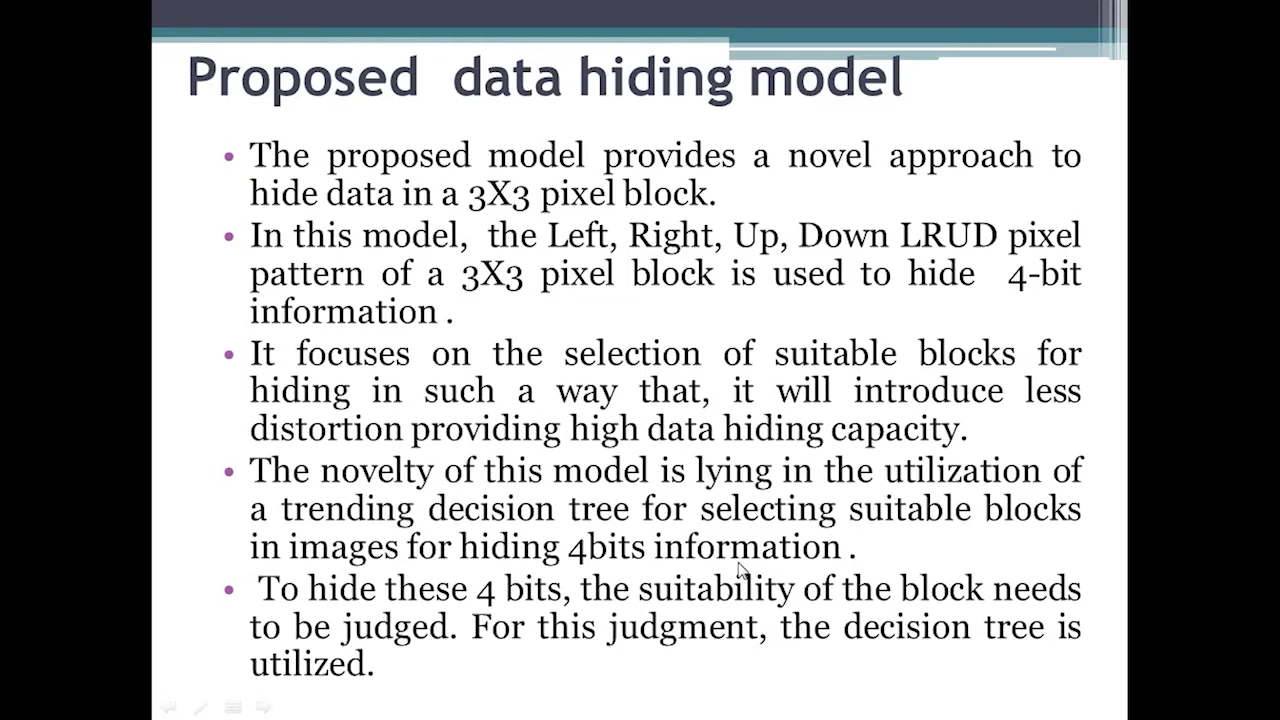 Proposed data hiding model
• The proposed model provides a novel approach to
hide data in a 3X3 pixel block.
• In this model, the Left, Right, Up, Down LRUD pixel
pattern of a 3X3 pixel block is used to hide 4-bit
information .
• It focuses on the selection of suitable blocks for
hiding in such a way that, it will introduce less
distortion providing high data hiding capacity.
• The novelty of this model is lying in the utilization of
a trending decision tree for selecting suitable blocks
in images for hiding 4bits information .
• To hide these 4 bits, the suitability of the block needs
to be judged. For this judgment, the decision tree is
utilized.